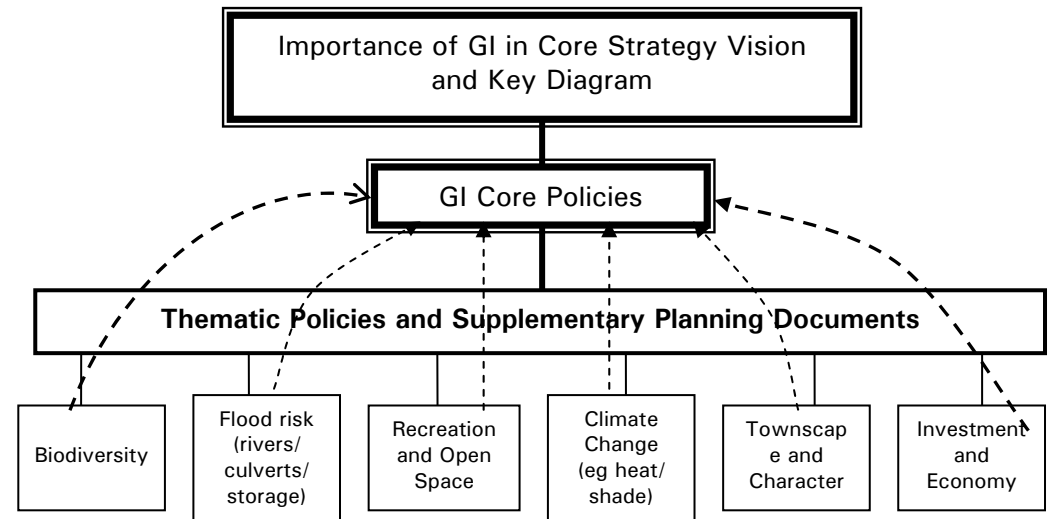 Importance of GI in Core Strategy Vision
and Key Diagram
GI Core Policies
Thematic Policies and Supplementary Planning Documents
Biodiversity
Flood risk
(rivers/
culverts/
storage)
Recreation
and Open
Space
Climate
Change
(eg heat/
shade)
Townscap
e and
Character
Investment
and
Economy